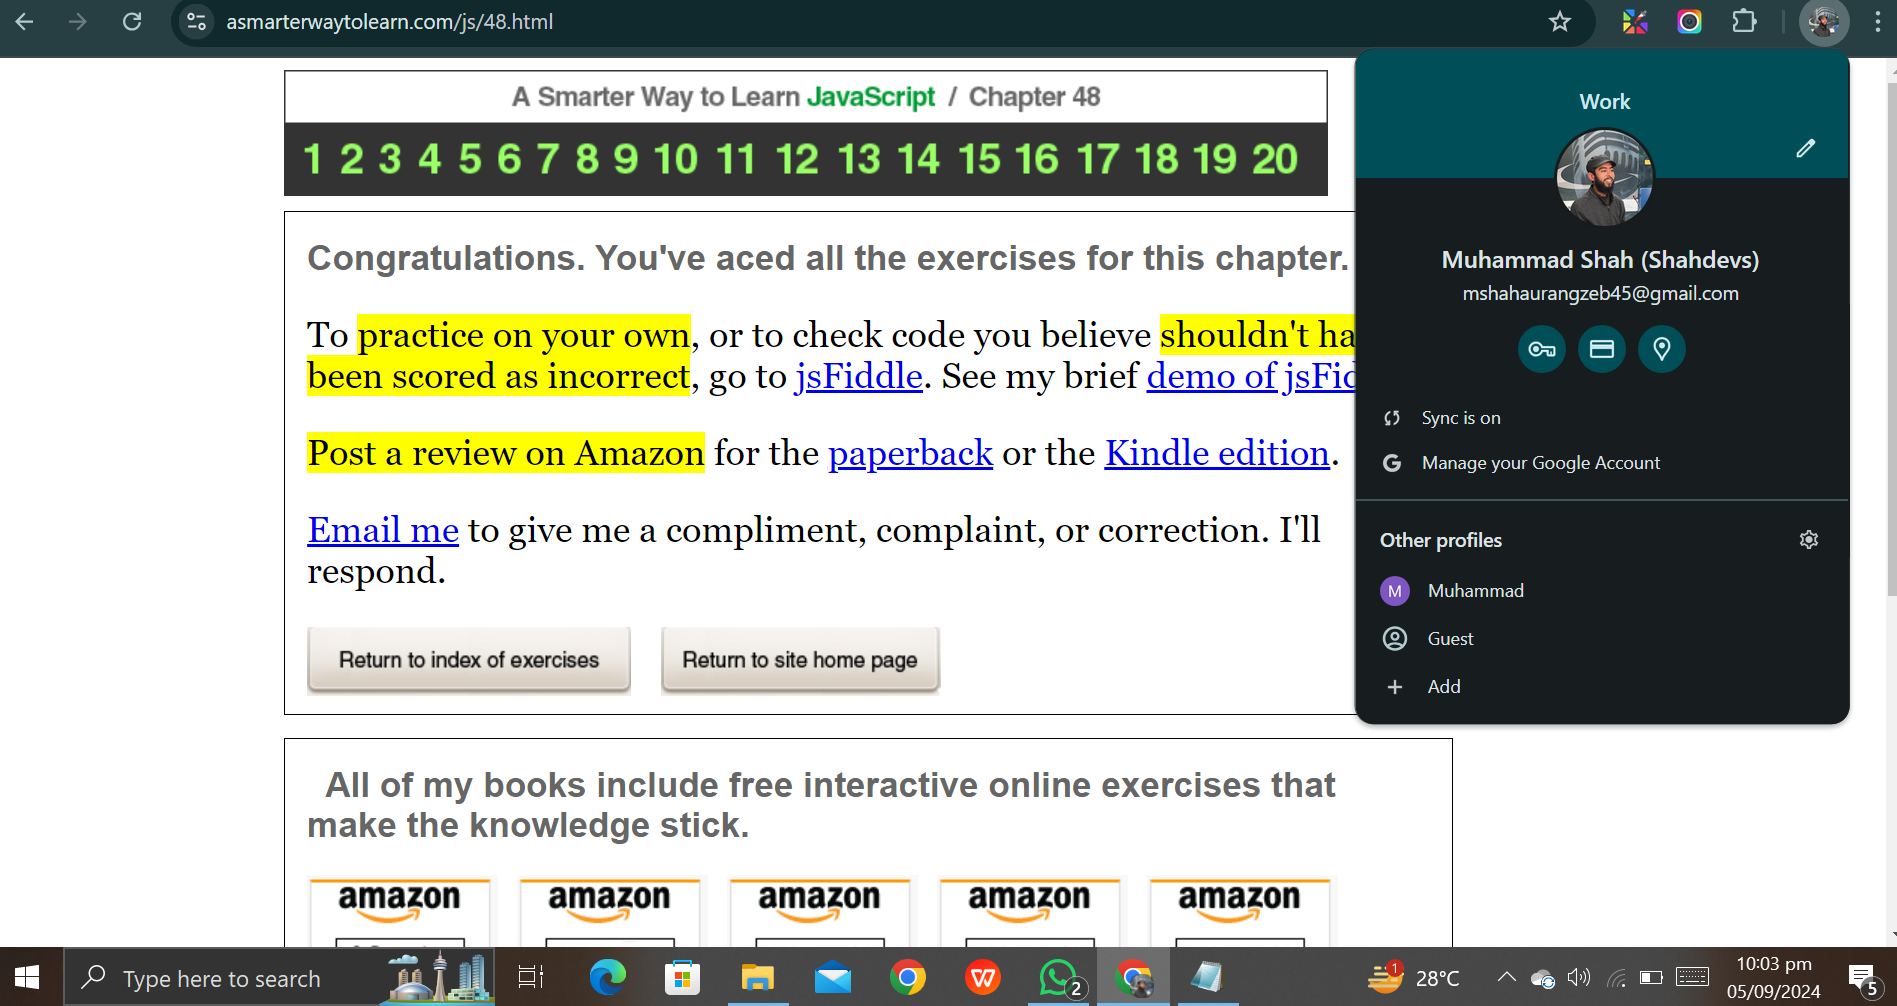 asmarterwaytolearn.com/js/48.html
A Smarter Way to Learn JavaScript / Chapter 48
1 2 3 4 5 6 7 8 9 10 11 12 13 14 15 16 17 18 19 20
Congratulations. You've aced all the exercises for this chapter.
To practice on your own, or to check code you believe shouldn't ha
been scored as incorrect, go to jsFiddle. See my brief demo of jsFid
Post a review on Amazon for the paperback or the Kindle edition.
Email me to give me a compliment, complaint, or correction. I'll
respond.
Return to index of exercises
Return to site home page
All of my books include free interactive online exercises that
make the knowledge stick.
amazon amazon amazon amazon amazon
Work
Muhammad Shah (Shahdevs)
mshahaurangzeb45@gmail.com
Sync is on
G Manage your Google Account
Other profiles
M Muhammad
Guest
Add
Type here to search
W
2
1
28°C
10:03 pm
05/09/2024
5